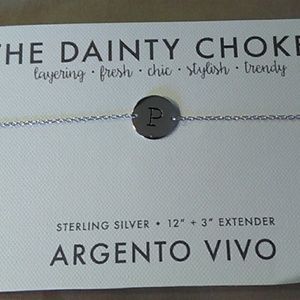 THE DAINTY CHOKE
layering · fresh · chic · stylish · trendy
P
STERLING SILVER • 12" + 3" EXTENDER
ARGENTO VIVO